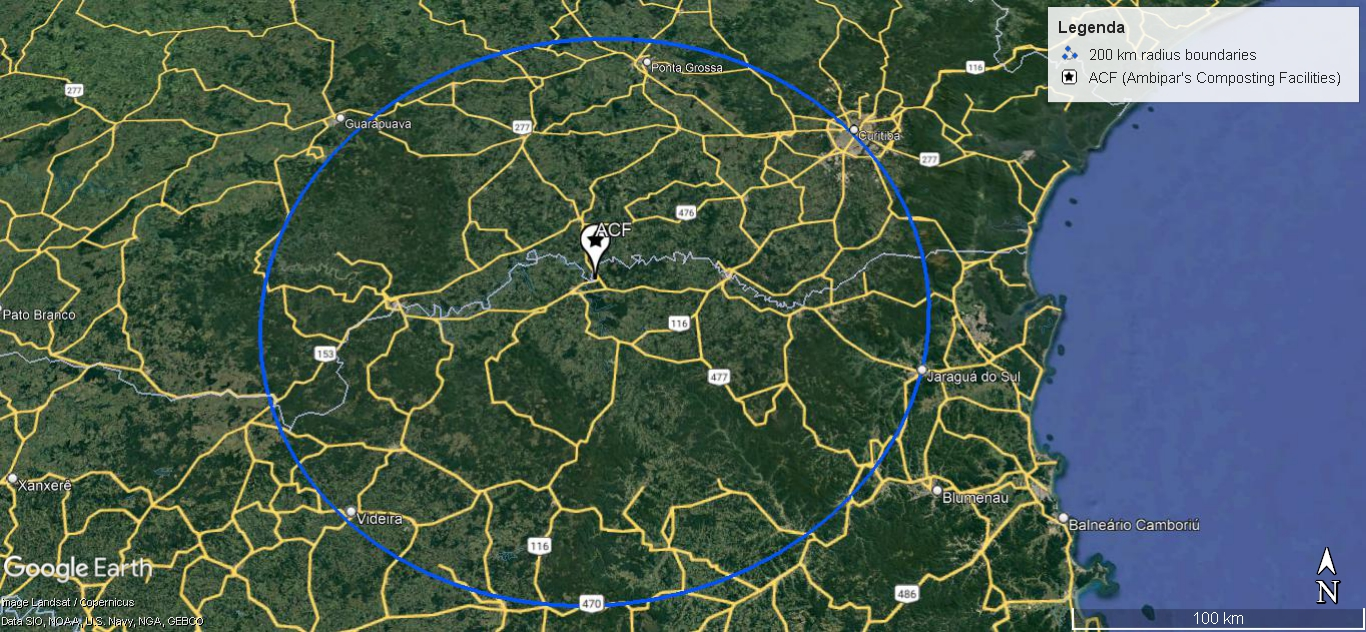 Legenda
200 km radius boundaries
ACF (Ambipar's Composting Facilities)
116
277
Ponta Grossa
Guarapuava
277
Curitiba
277
476
ACF
Pato Branco
116
153
477
Jaraguá do Sul
Xanxerê
Blumenau
Videira
Balneário Camboriú
116
Google Earth
N
486
470
Image Landsat / Copernicus
Data SIO, NOAA, U.S. Navy, NGA, GEBCO
100 km